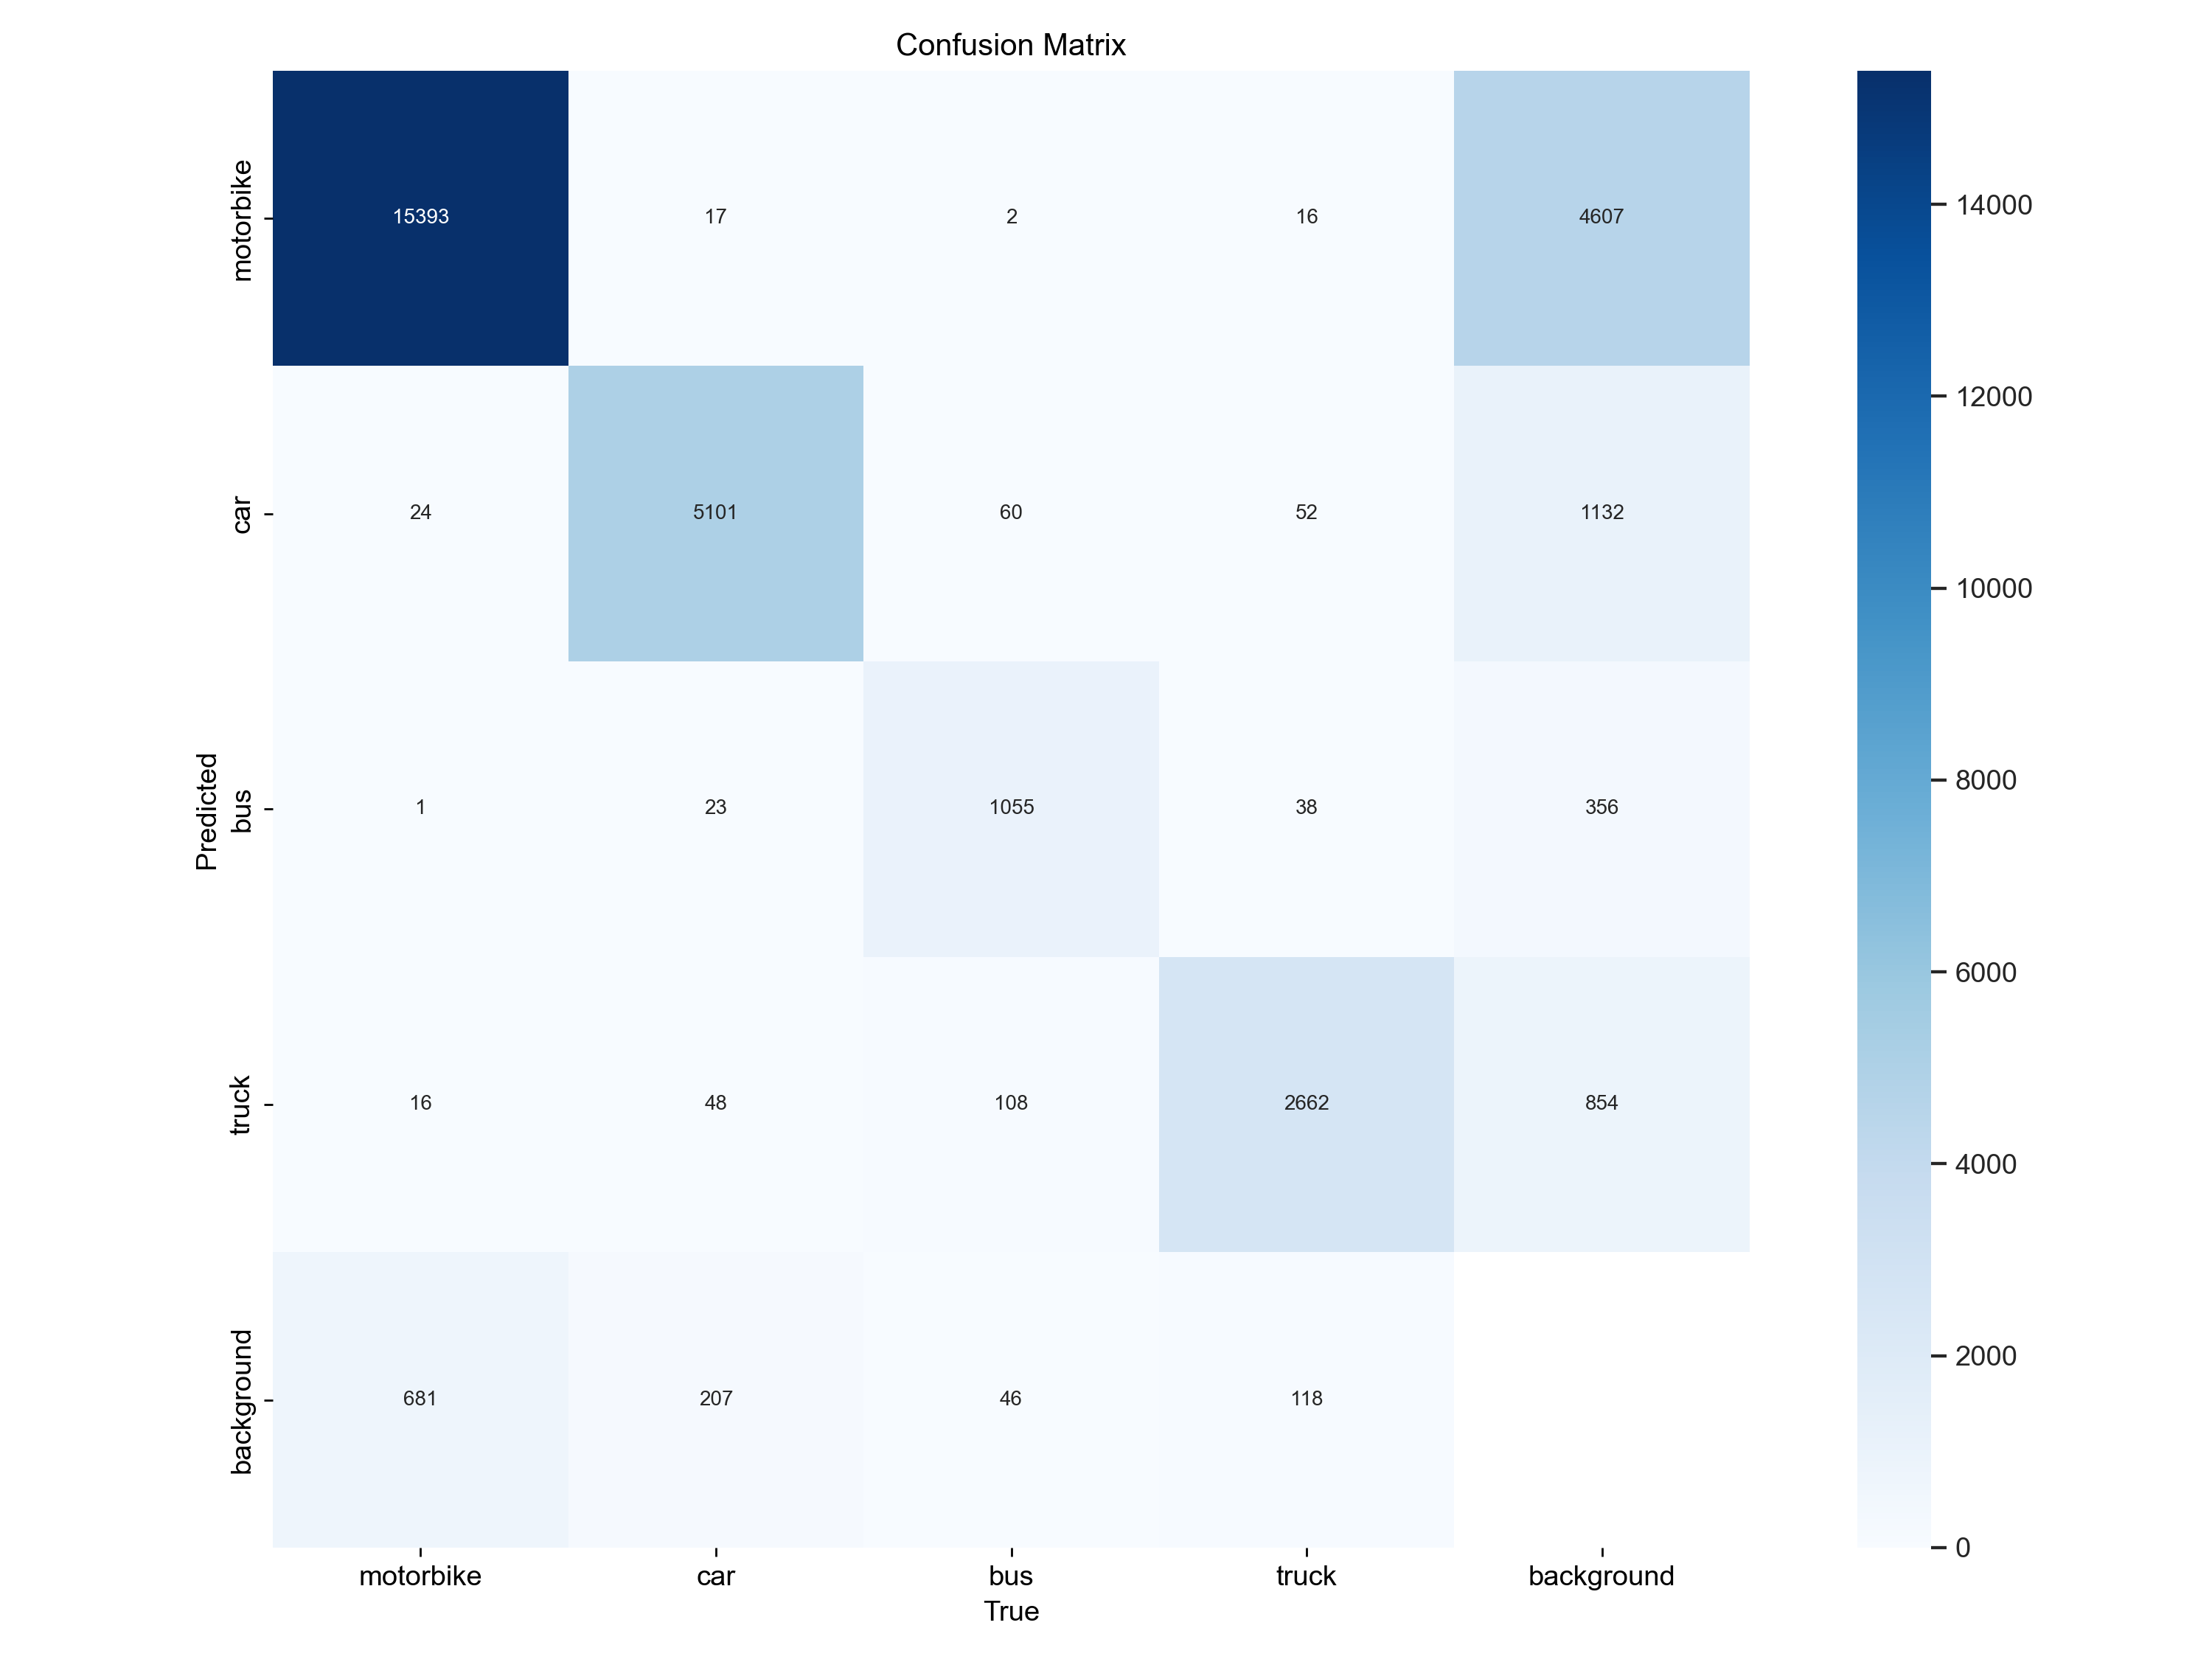 Confusion Matrix
motorbike 15393 17 2 16 4607
car 24 5101 60 52 1132
bus 1 23 1055 38 356
truck 16 48 108 2662 854
background 681 207 46 118
Predicted
motorbike car bus truck background
True
14000
12000
10000
8000
6000
4000
2000
0